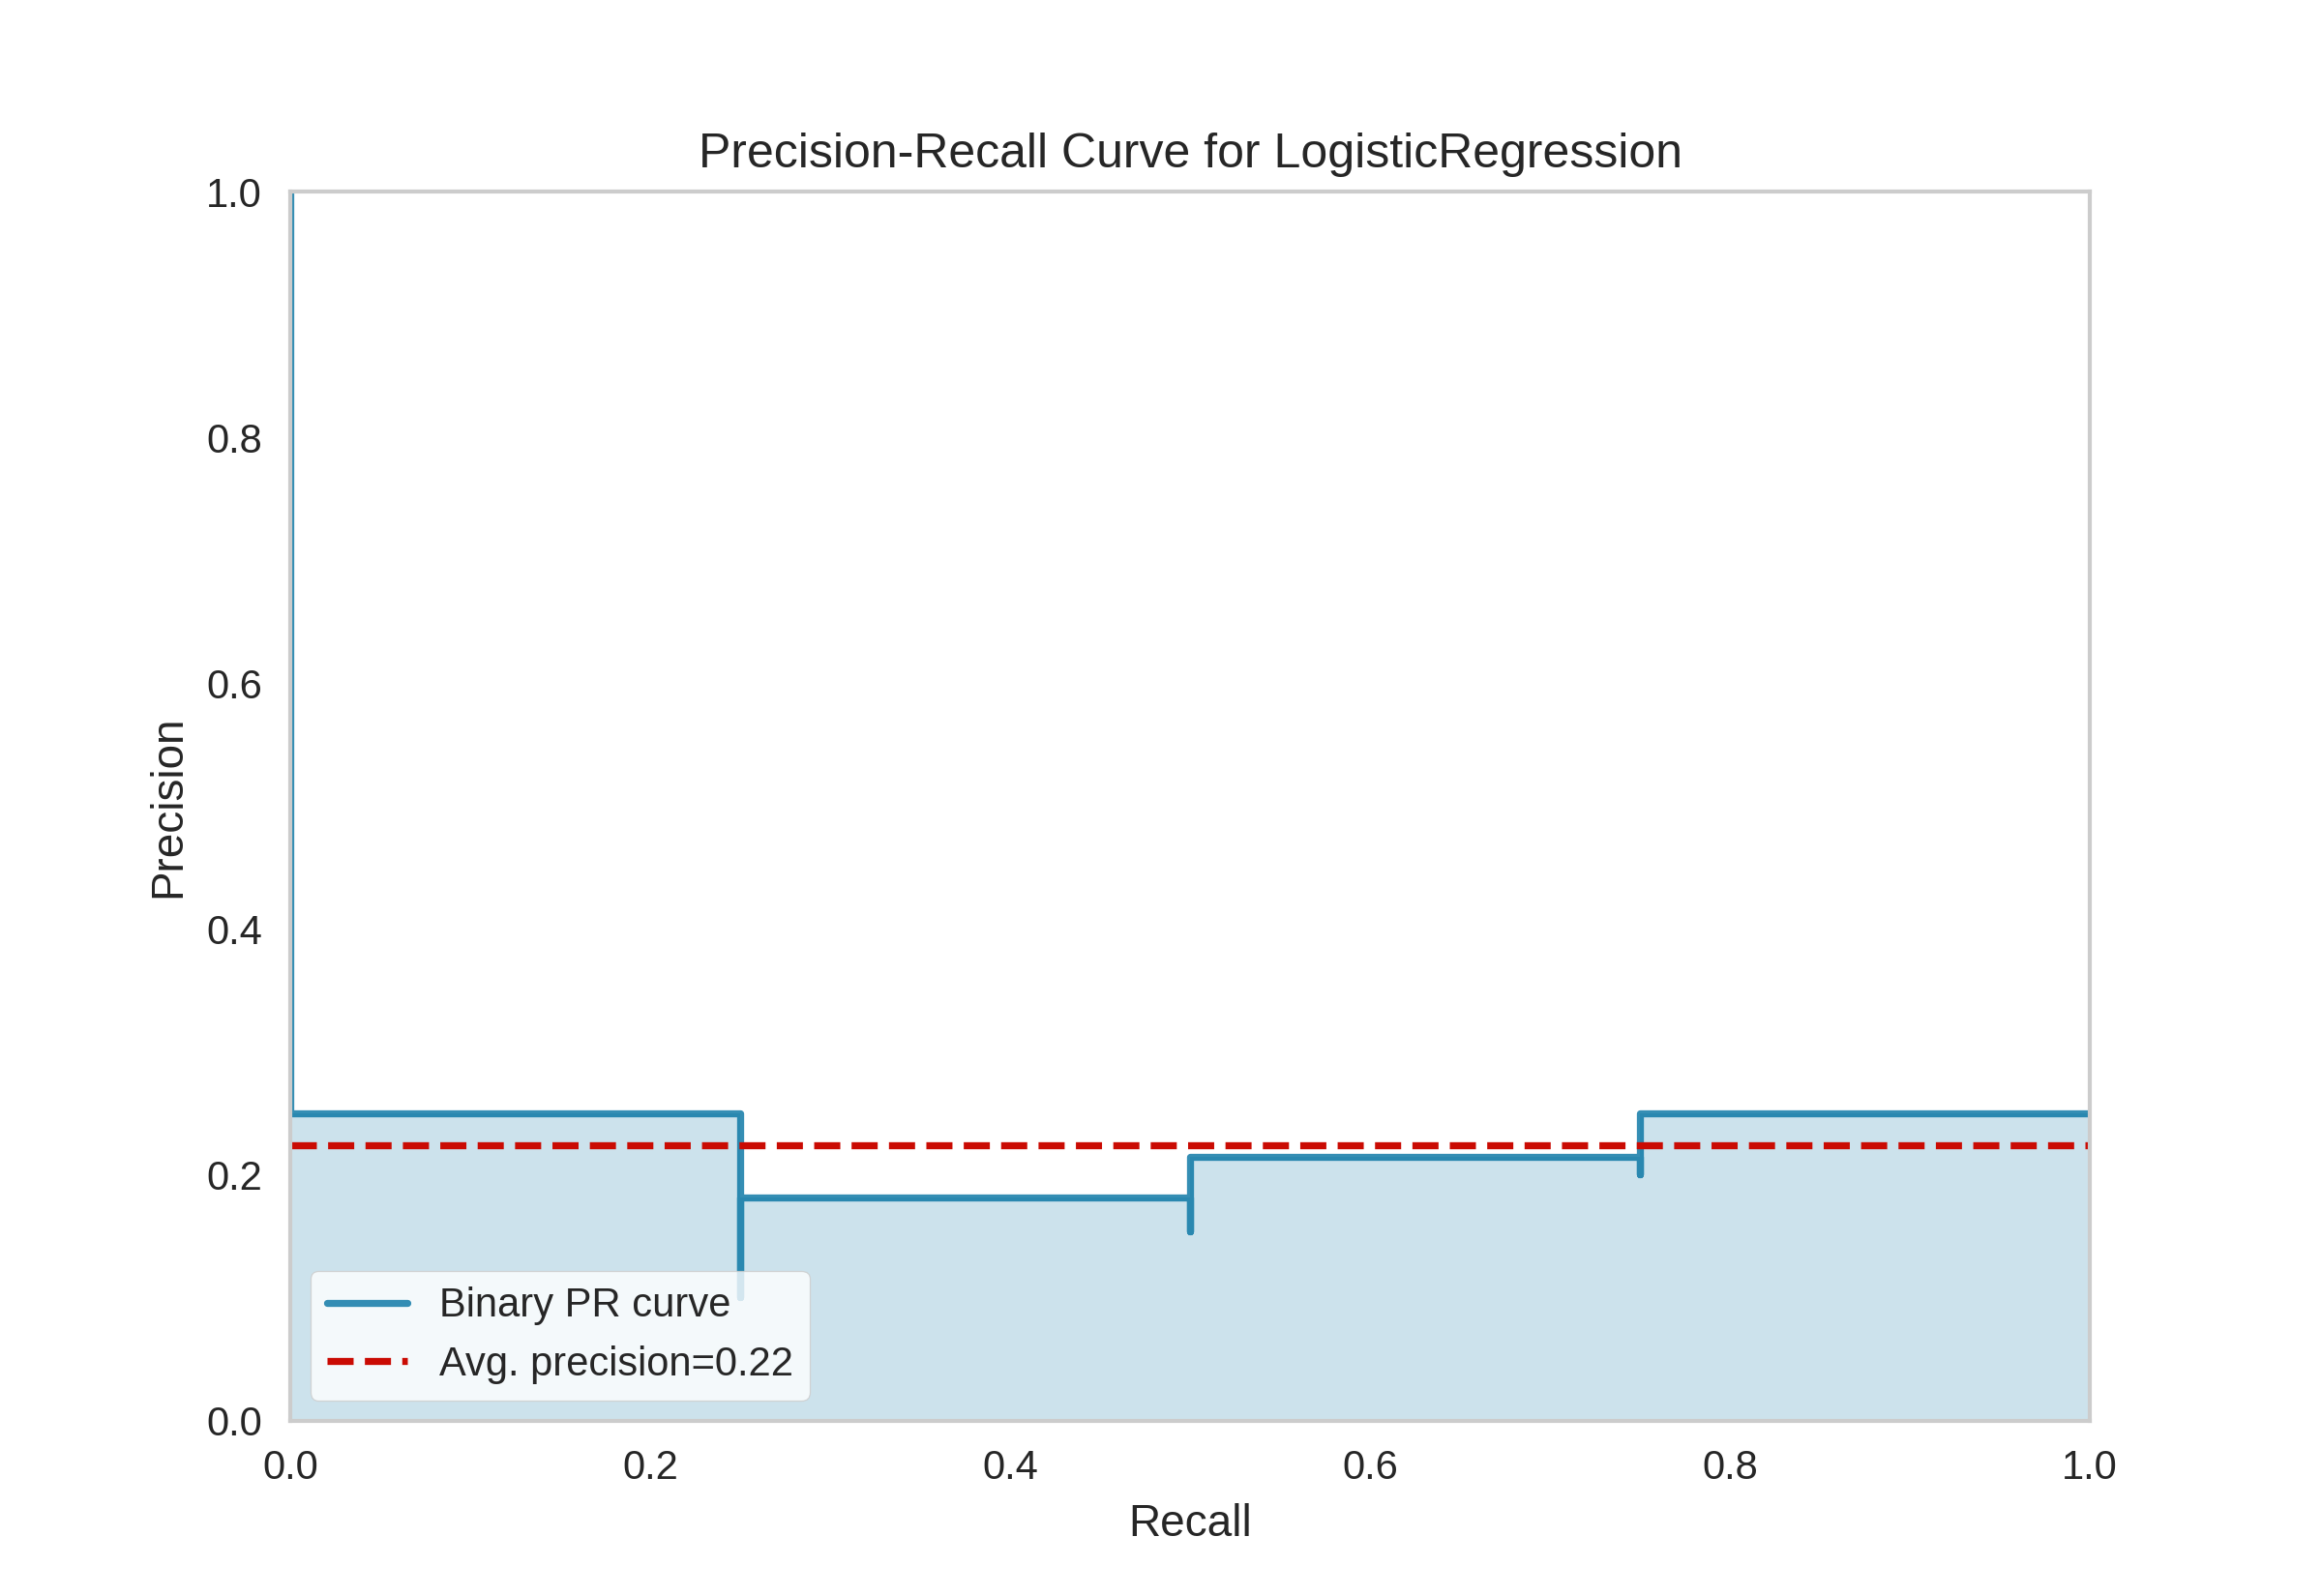 Precision-Recall Curve for LogisticRegression
1.0
0.8
0.6
0.4
0.2
0.0
Precision
Binary PR curve
Avg. precision=0.22
0.0 0.2 0.4 0.6 0.8 1.0
Recall